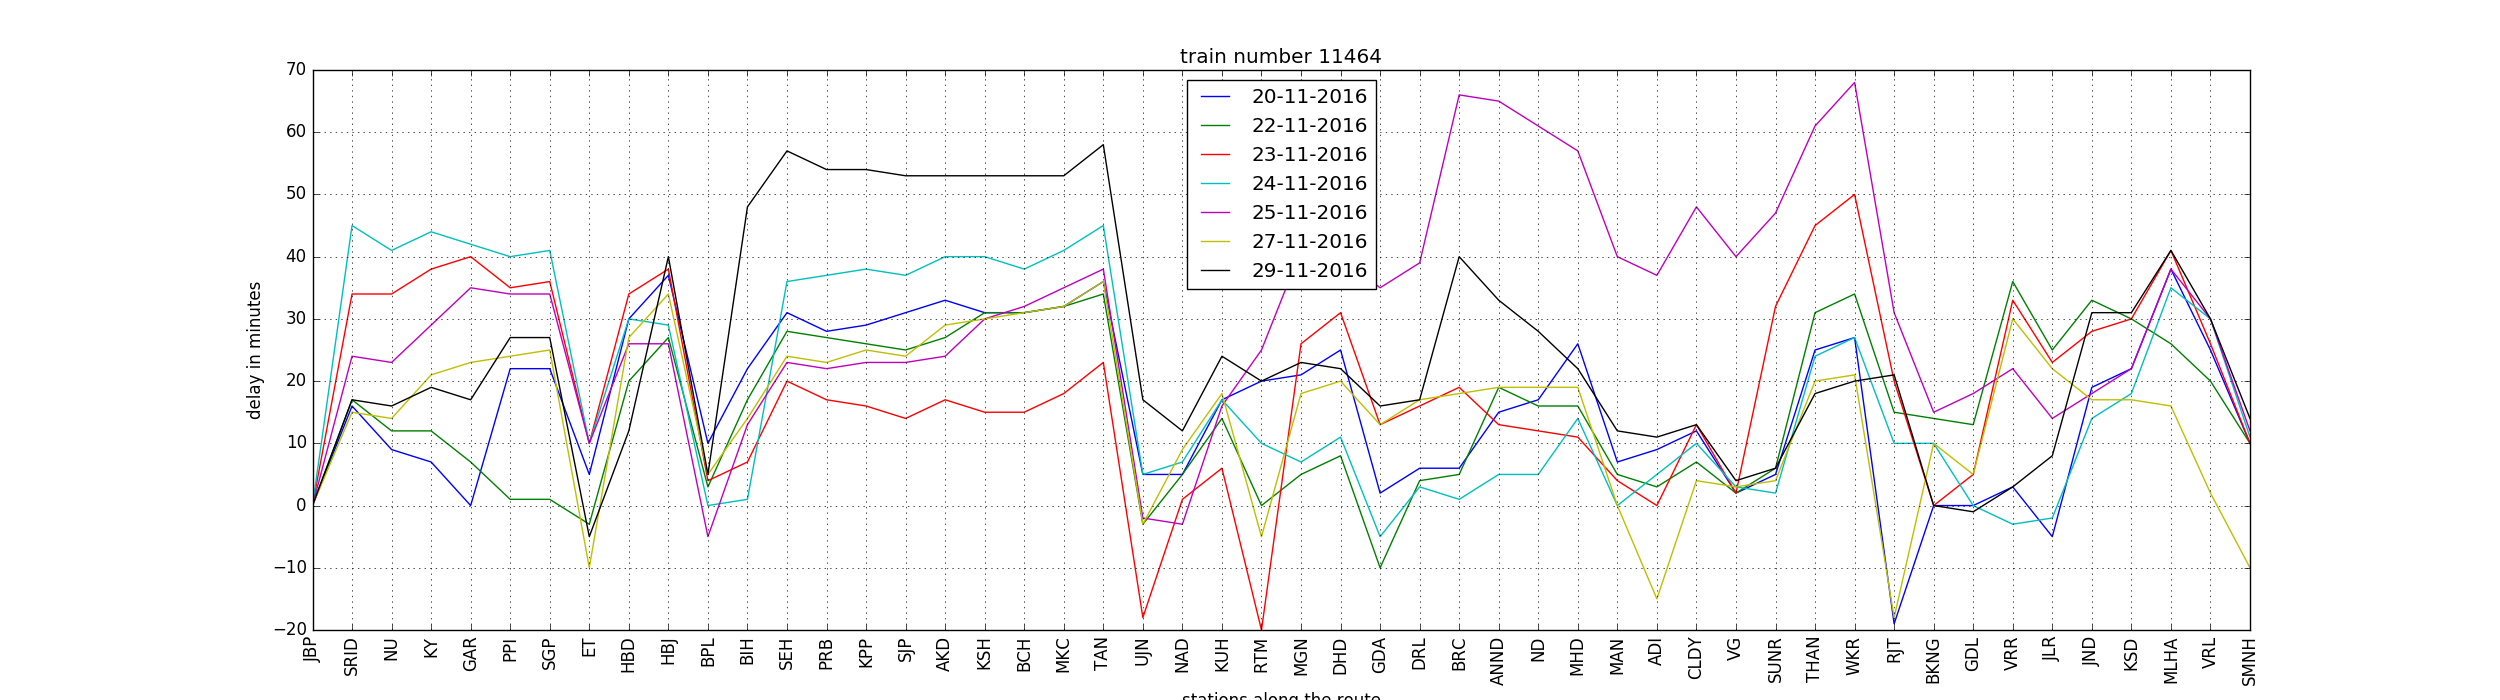 train number 11464
70
60
50
40
30
20
10
0
−10
−20
delay in minutes
20-11-2016
22-11-2016
23-11-2016
24-11-2016
25-11-2016
27-11-2016
29-11-2016
JBP
SRID
NU
KY
GAR
PPI
SGP
ET
HBD
HBJ
BPL
BIH
SEH
PRB
KPP
SJP
AKD
KSH
BCH
MKC
TAN
UJN
NAD
KUH
RTM
MGN
DHD
GDA
DRL
BRC
ANND
ND
MHD
MAN
ADI
CLDY
VG
SUNR
THAN
WKR
RJT
BKNG
GDL
VRR
JLR
JND
KSD
MLHA
VRL
SMNH
stations along the route